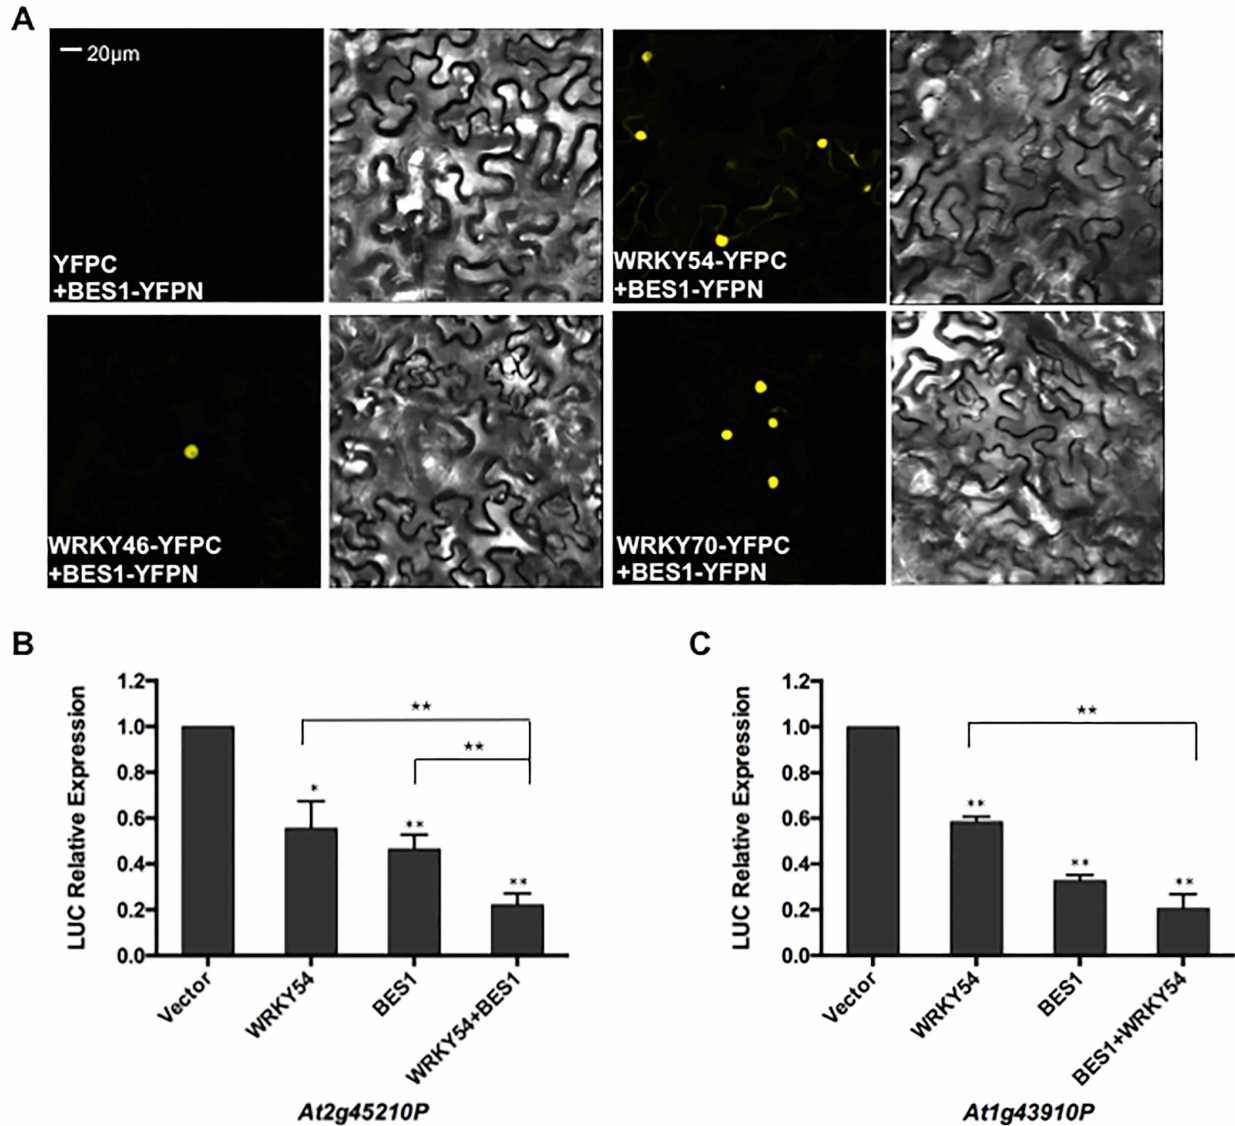 A
20μm
YFPC
+BES1-YFPN
WRKY54-YFPC
+BES1-YFPN
WRKY46-YFPC
+BES1-YFPN
WRKY70-YFPC
+BES1-YFPN
B
LUC Relative Expression
1.2
1.0
0.8
0.6
0.4
0.2
0.0
**
**
*
**
**
Vector
WRKY54
BES1
WRKY54+BES1
At2g45210P
C
LUC Relative Expression
1.2
1.0
0.8
0.6
0.4
0.2
0.0
**
**
**
**
Vector
WRKY54
BES1
BES1+WRKY54
At1g43910P